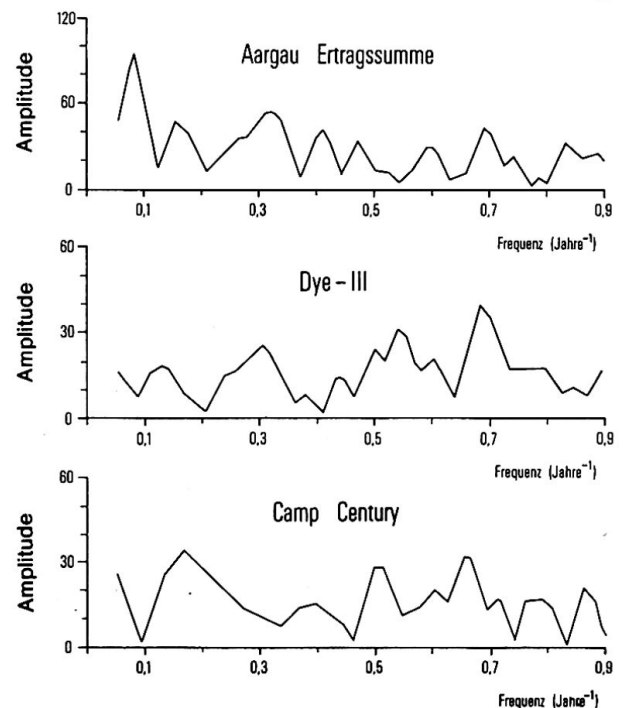 120
Aargau Ertragssumme
Amplitude
60
0
0,1 0,3 0,5 0,7 0,9
Frequenz (Jahre⁻¹)
60
Dye – III
Amplitude
30
0
0,1 0,3 0,5 0,7 0,9
Frequenz (Jahre⁻¹)
60
Camp Century
Amplitude
30
0
0,1 0,3 0,5 0,7 0,9
Frequenz (Jahre⁻¹)